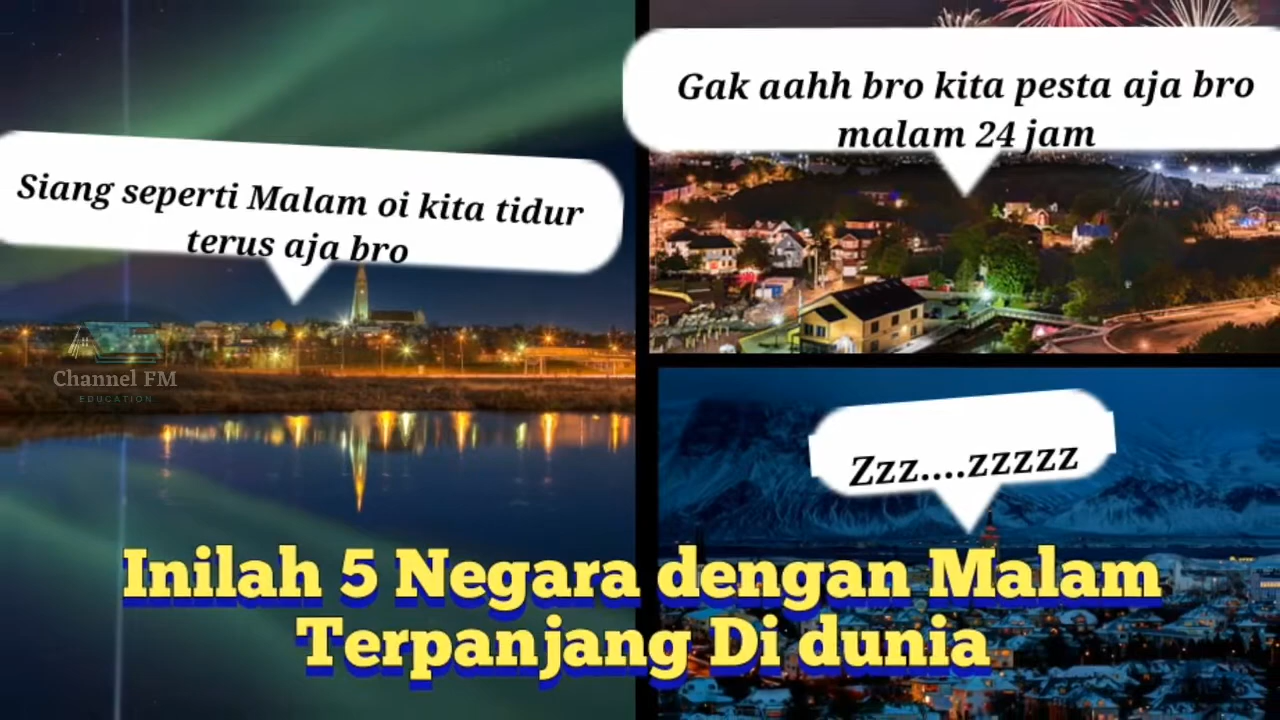 Siang seperti Malam oi kita tidur
terus aja bro
Gak aahh bro kita pesta aja bro
malam 24 jam
Channel FM
EDUCATION
Zzz....zzzzz
Inilah 5 Negara dengan Malam
Terpanjang Di dunia